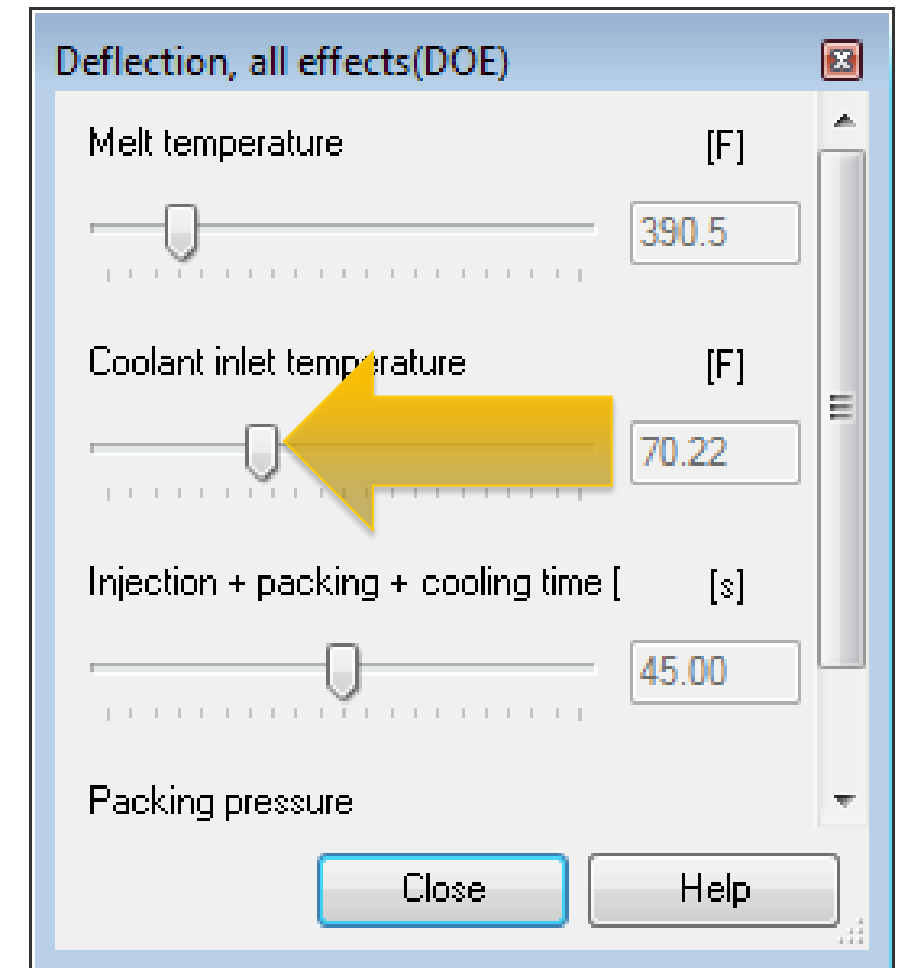 Deflection, all effects(DOE)
Melt temperature [F]
390.5
Coolant inlet temperature [F]
70.22
Injection + packing + cooling time [ [s]
45.00
Packing pressure
Close Help